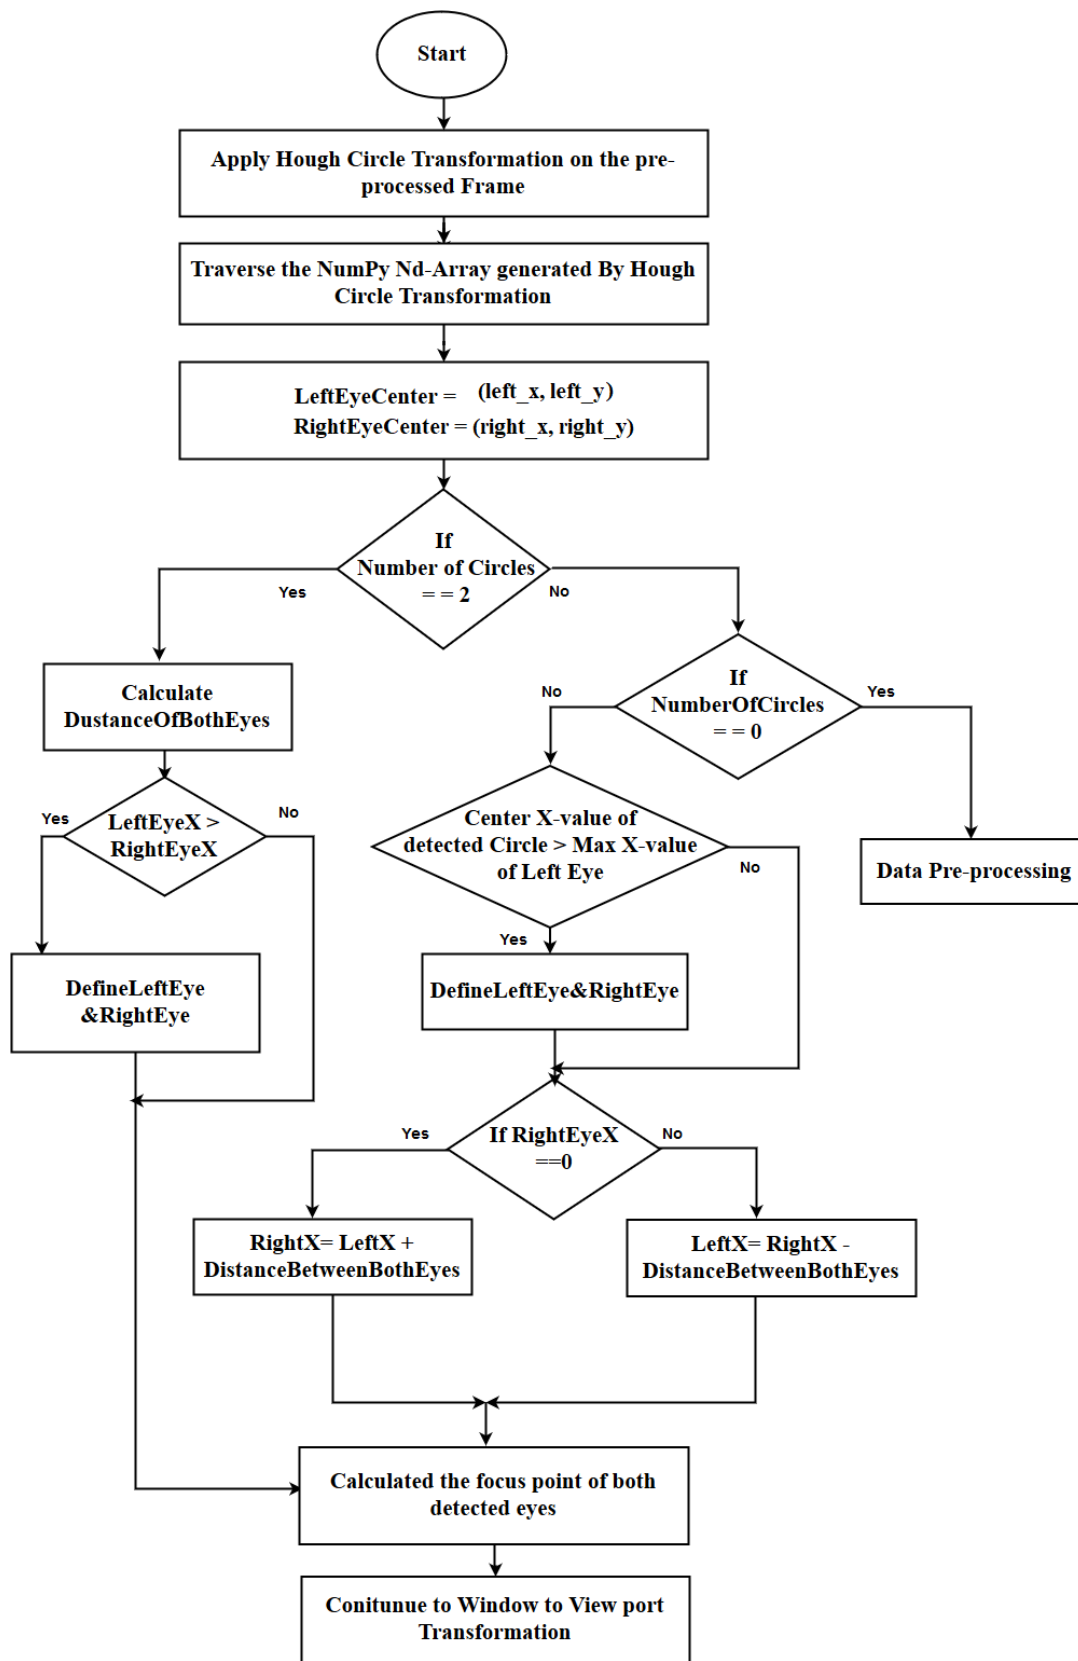 Start
Apply Hough Circle Transformation on the pre-
processed Frame
Traverse the NumPy Nd-Array generated By Hough
Circle Transformation
LeftEyeCenter = (left_x, left_y)
RightEyeCenter = (right_x, right_y)
If
Number of Circles
= = 2
Yes
No
Calculate
DustanceOfBothEyes
If
NumberOfCircles
= = 0
No
Yes
Yes
LeftEyeX >
RightEyeX
No
Center X-value of
detected Circle > Max X-value
of Left Eye
No
Yes
Data Pre-processing
DefineLeftEye
&RightEye
DefineLeftEye&RightEye
Yes
If RightEyeX
==0
No
RightX= LeftX +
DistanceBetweenBothEyes
LeftX= RightX -
DistanceBetweenBothEyes
Calculated the focus point of both
detected eyes
Conitunue to Window to View port
Transformation